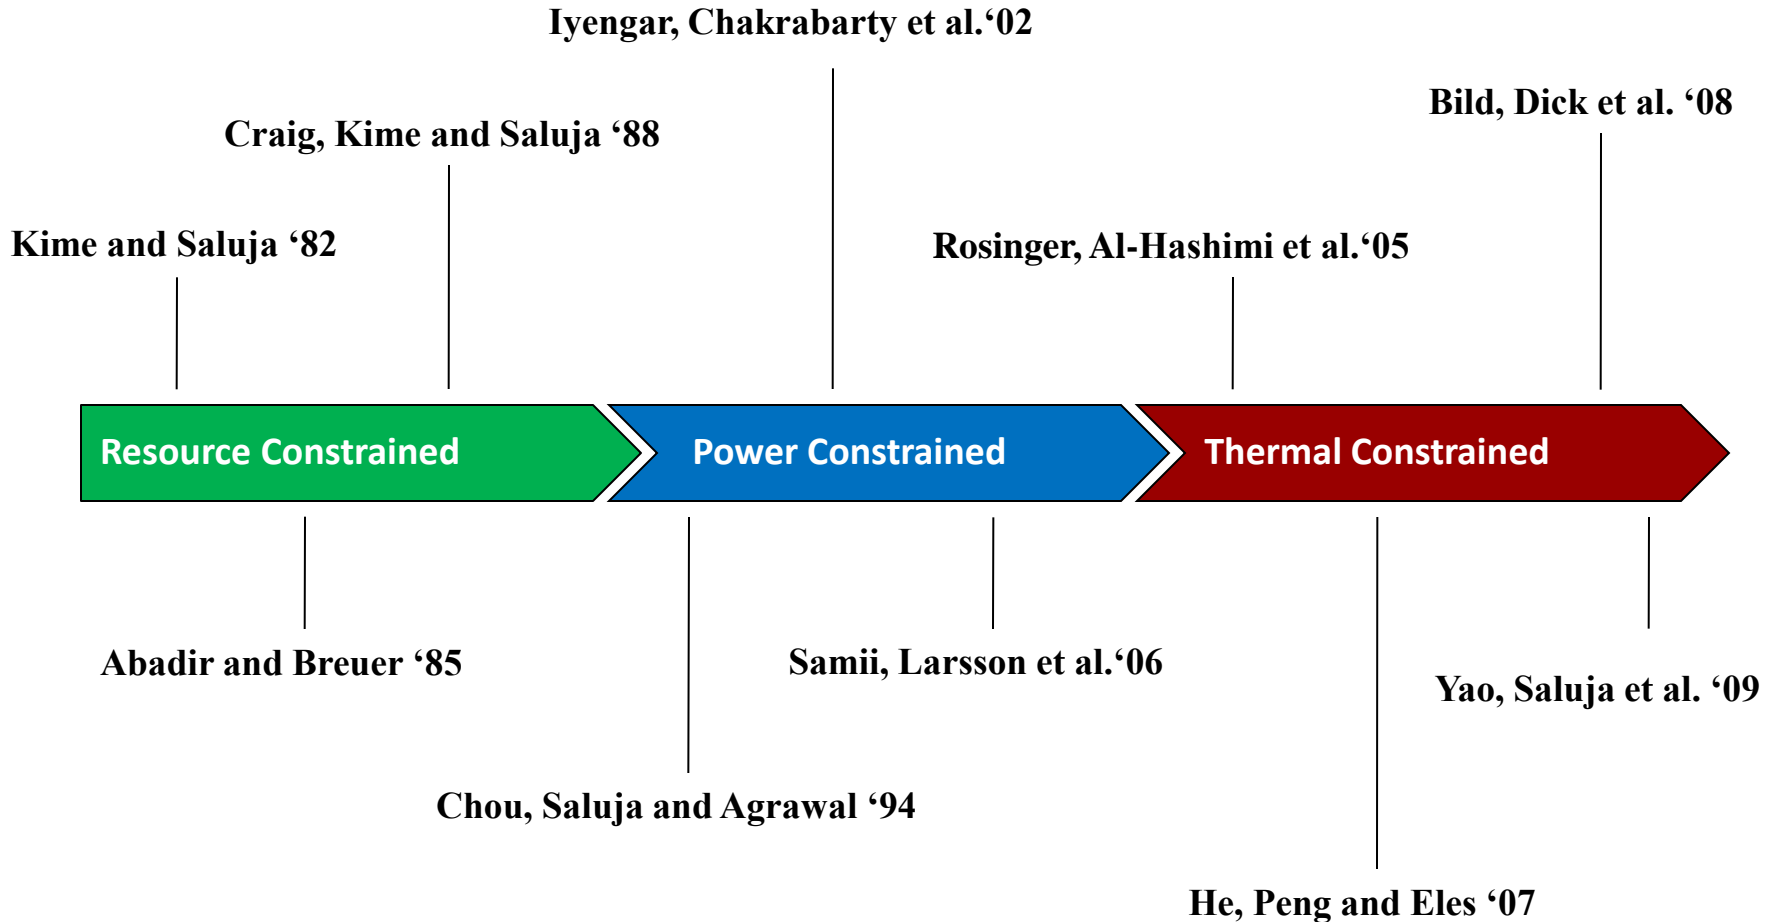 Iyengar, Chakrabarty et al.‘02
Bild, Dick et al. ‘08
Craig, Kime and Saluja ‘88
Kime and Saluja ‘82
Rosinger, Al-Hashimi et al.‘05
Resource Constrained
Power Constrained
Thermal Constrained
Abadir and Breuer ‘85
Samii, Larsson et al.‘06
Yao, Saluja et al. ‘09
Chou, Saluja and Agrawal ‘94
He, Peng and Eles ‘07